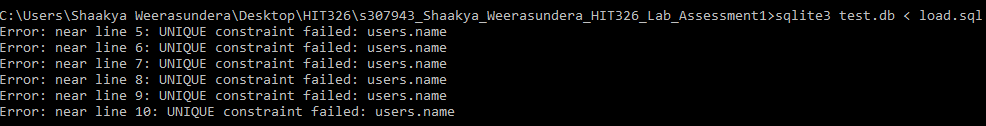 C:\Users\Shaakya Weerasundera\Desktop\HIT326\s307943_Shaakya_Weerasundera_HIT326_Lab_Assessment1>sqlite3 test.db < load.sql
Error: near line 5: UNIQUE constraint failed: users.name
Error: near line 6: UNIQUE constraint failed: users.name
Error: near line 7: UNIQUE constraint failed: users.name
Error: near line 8: UNIQUE constraint failed: users.name
Error: near line 9: UNIQUE constraint failed: users.name
Error: near line 10: UNIQUE constraint failed: users.name